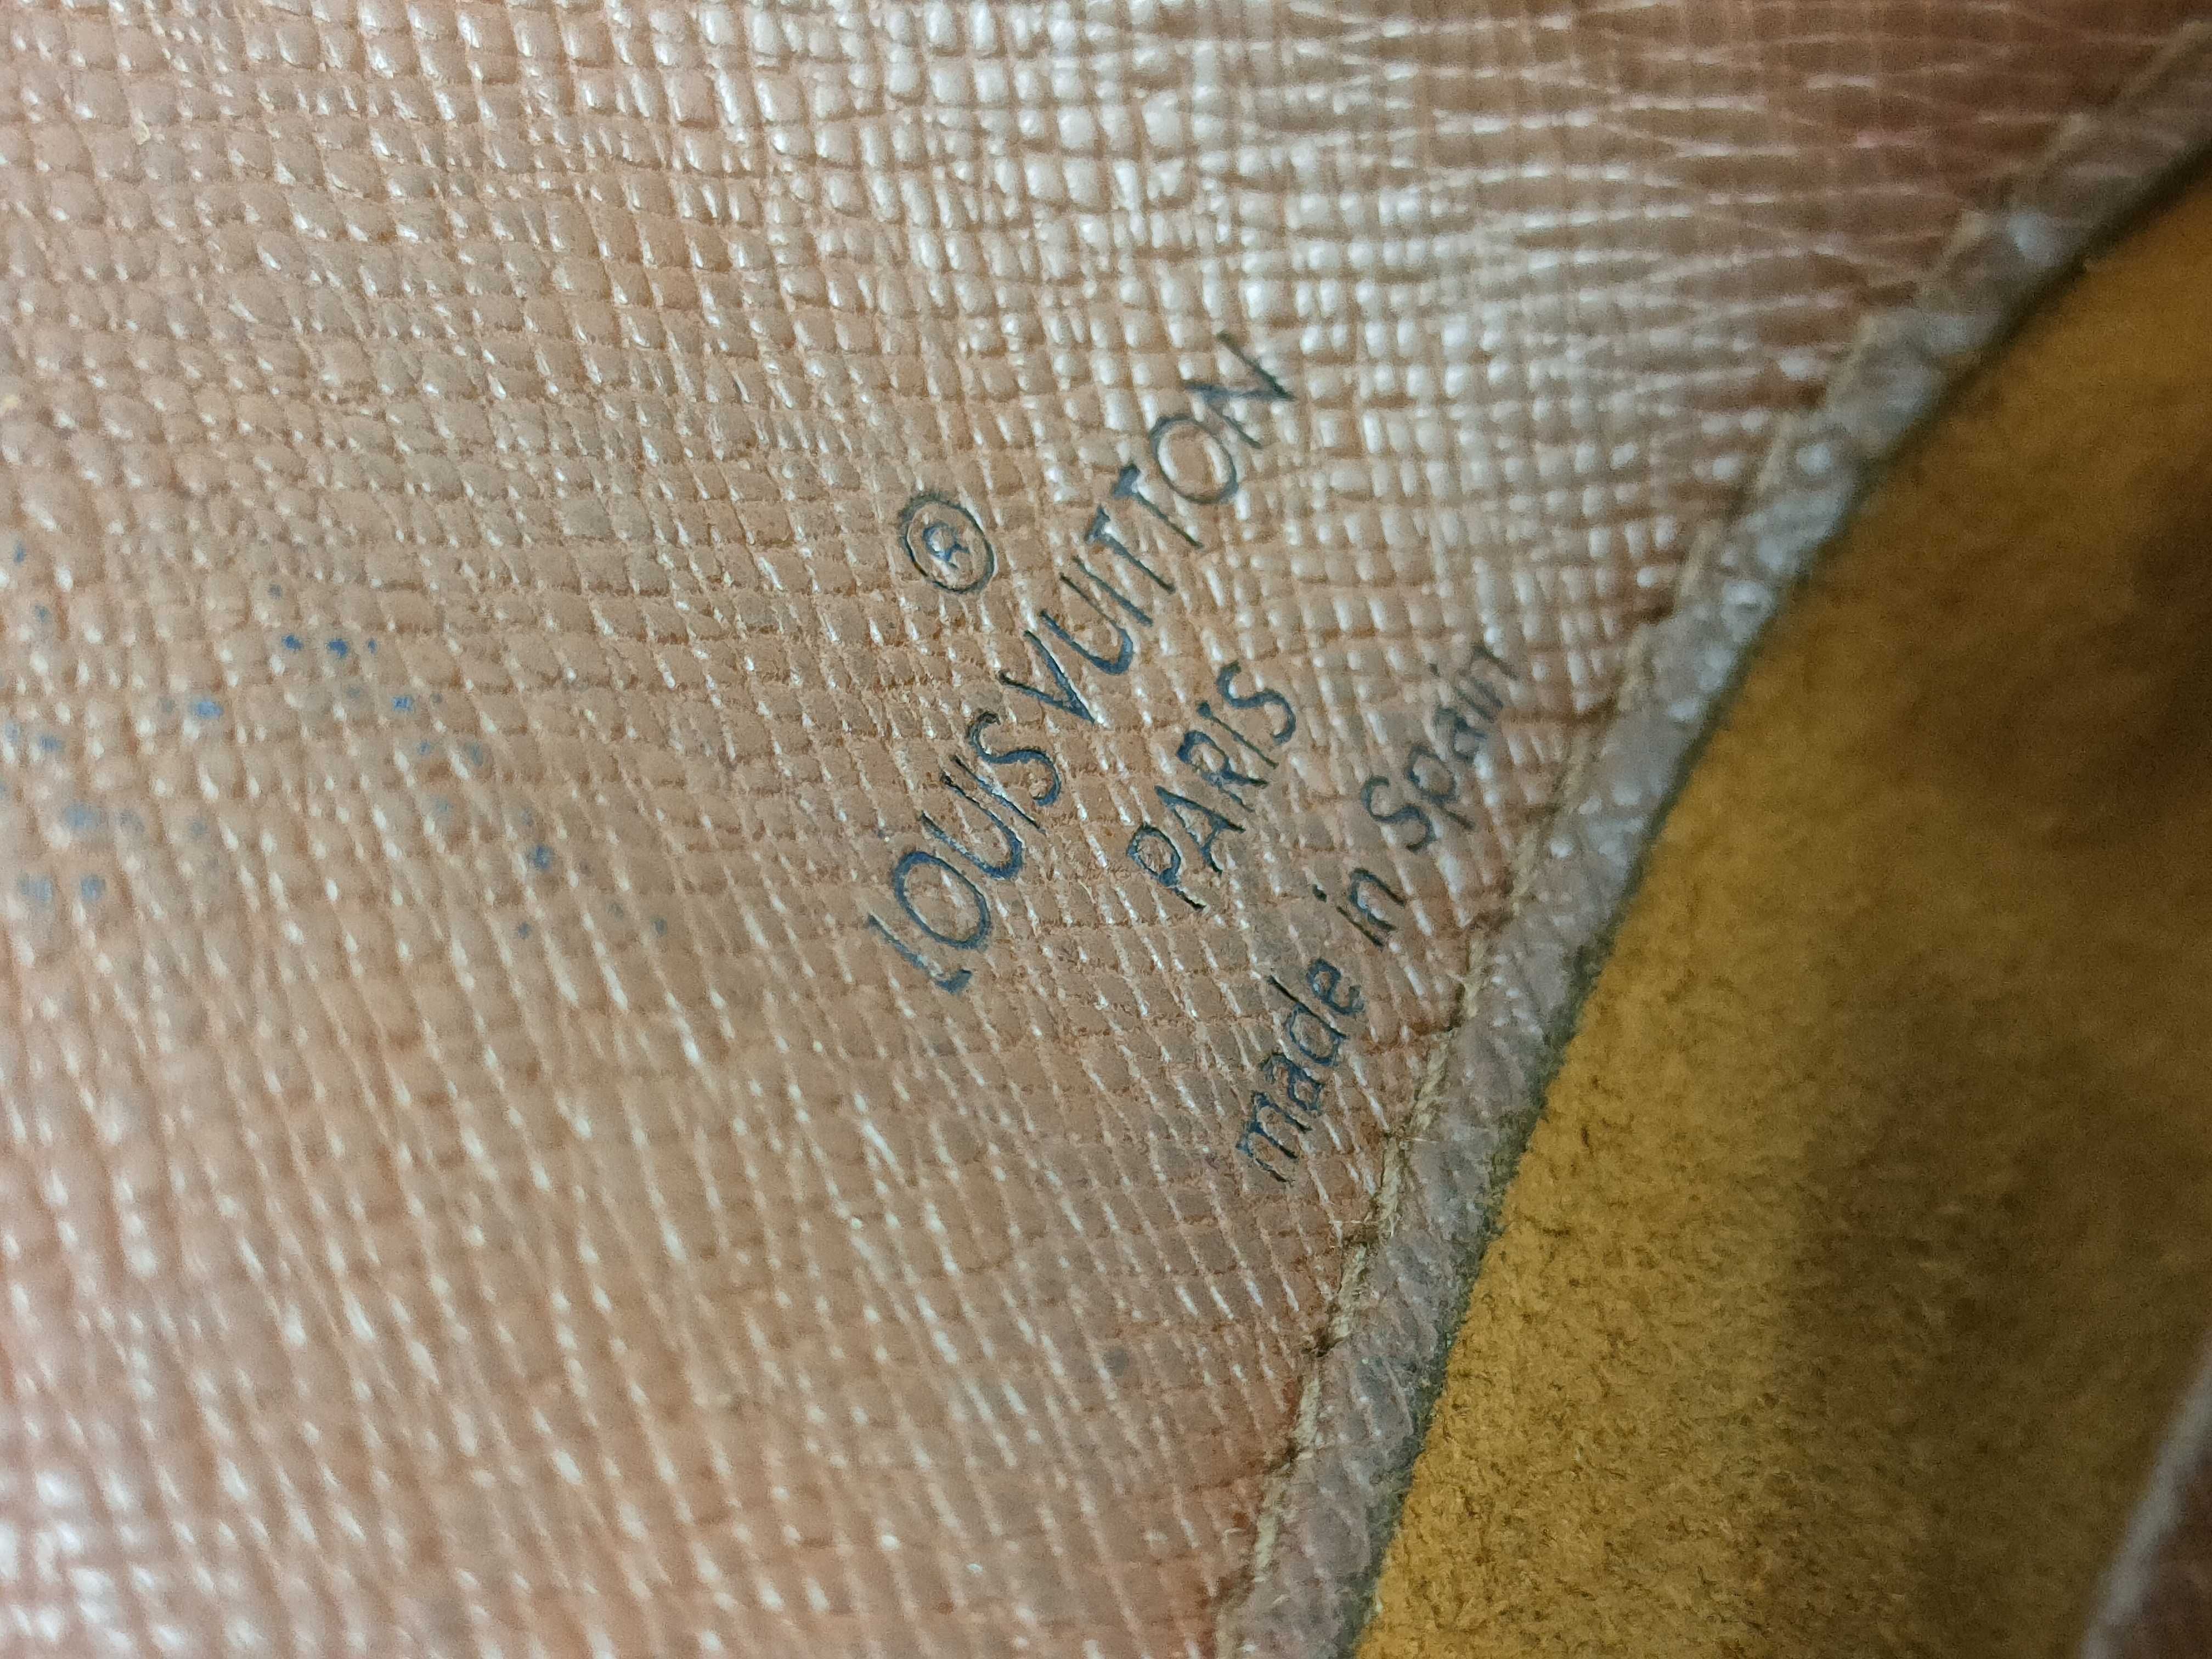 ®
LOUIS VUITTON
PARIS
made in Spain